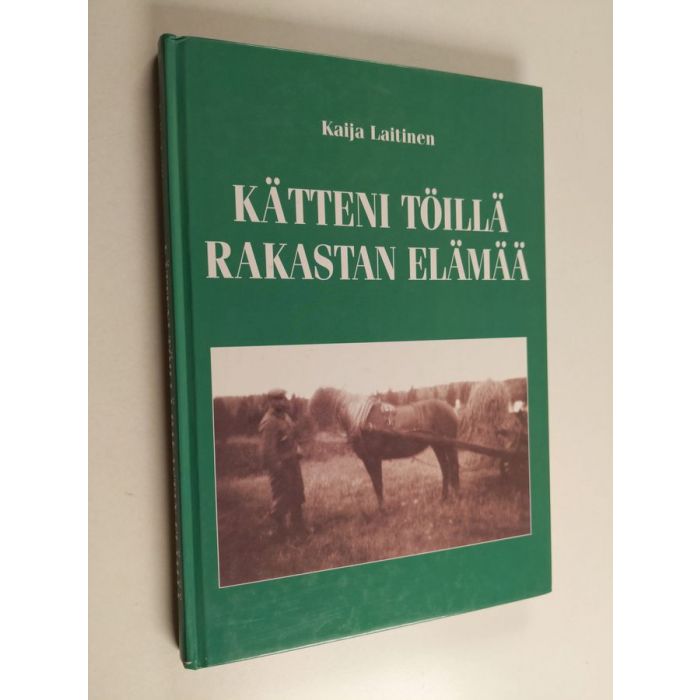 Kaija Laitinen
KÄTTENI TÖILLÄ
RAKASTAN ELÄMÄÄ